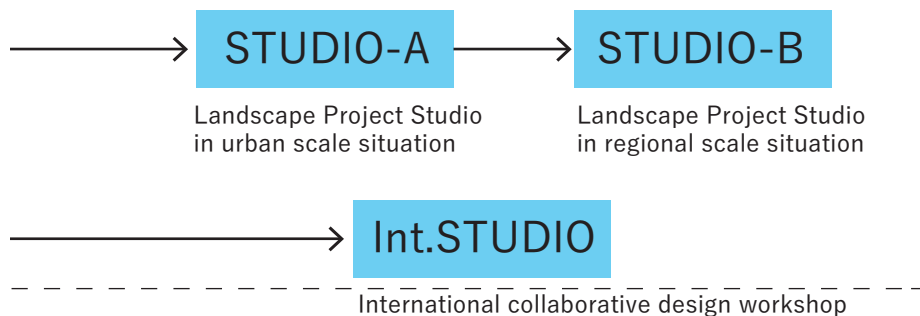 STUDIO-A
STUDIO-B
Landscape Project Studio
in urban scale situation
Landscape Project Studio
in regional scale situation
Int.STUDIO
International collaborative design workshop